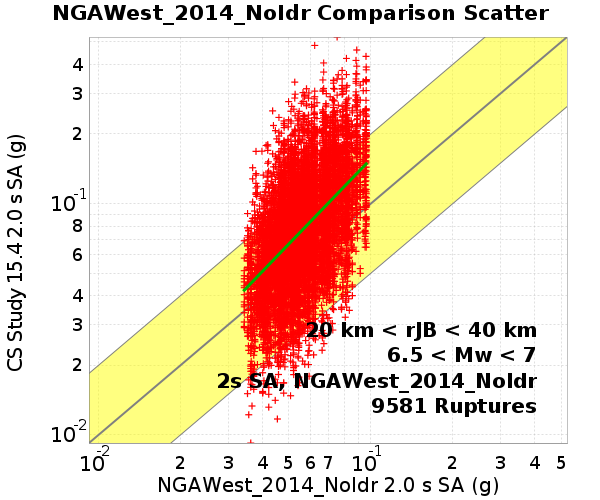 NGAWest_2014_NoIdr Comparison Scatter
4
3
2
10-1
8
6
4
3
2
10-2
CS Study 15.4 2.0 s SA (g)
20 km < rJB < 40 km
6.5 < Mw < 7
2s SA, NGAWest_2014_NoIdr
9581 Ruptures
10-2 2 3 4 5 6 7 10-1 2 3 4 5
NGAWest_2014_NoIdr 2.0 s SA (g)